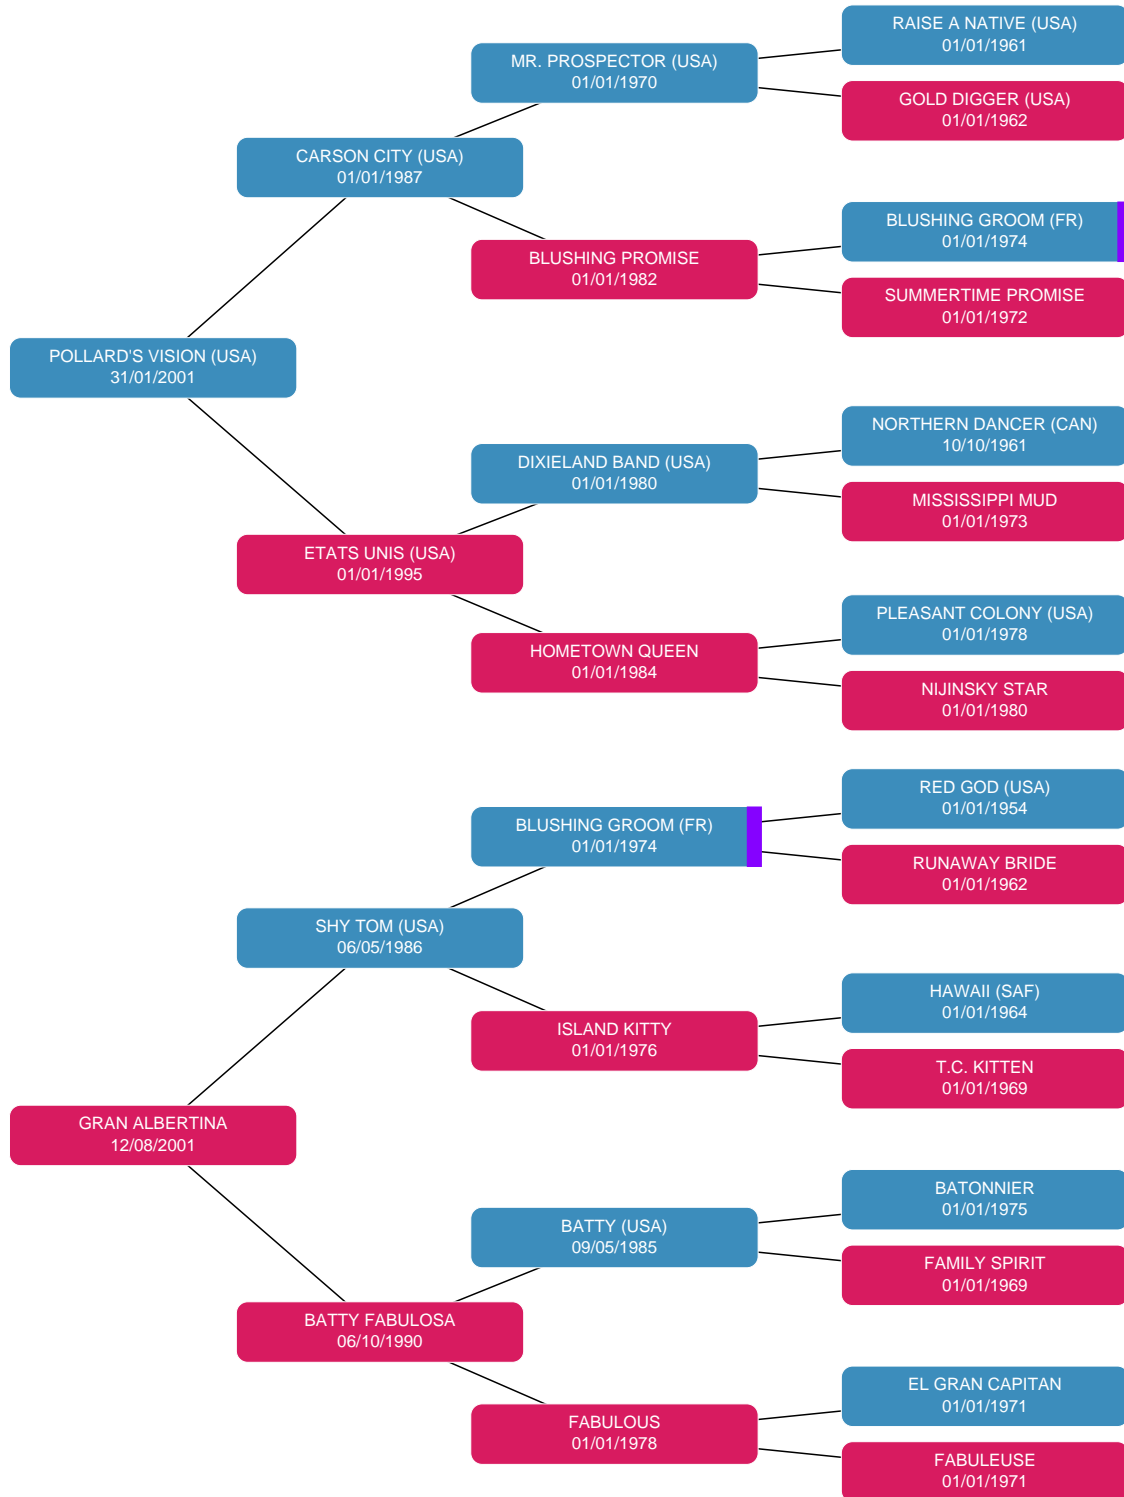 RAISE A NATIVE (USA)
01/01/1961
MR. PROSPECTOR (USA)
01/01/1970
GOLD DIGGER (USA)
01/01/1962
CARSON CITY (USA)
01/01/1987
BLUSHING GROOM (FR)
01/01/1974
BLUSHING PROMISE
01/01/1982
SUMMERTIME PROMISE
01/01/1972
POLLARD'S VISION (USA)
31/01/2001
NORTHERN DANCER (CAN)
10/10/1961
DIXIELAND BAND (USA)
01/01/1980
MISSISSIPPI MUD
01/01/1973
ETATS UNIS (USA)
01/01/1995
PLEASANT COLONY (USA)
01/01/1978
HOMETOWN QUEEN
01/01/1984
NIJINSKY STAR
01/01/1980
RED GOD (USA)
01/01/1954
BLUSHING GROOM (FR)
01/01/1974
RUNAWAY BRIDE
01/01/1962
SHY TOM (USA)
06/05/1986
HAWAII (SAF)
01/01/1964
ISLAND KITTY
01/01/1976
T.C. KITTEN
01/01/1969
GRAN ALBERTINA
12/08/2001
BATONNIER
01/01/1975
BATTY (USA)
09/05/1985
FAMILY SPIRIT
01/01/1969
BATTY FABULOSA
06/10/1990
EL GRAN CAPITAN
01/01/1971
FABULOUS
01/01/1978
FABULEUSE
01/01/1971